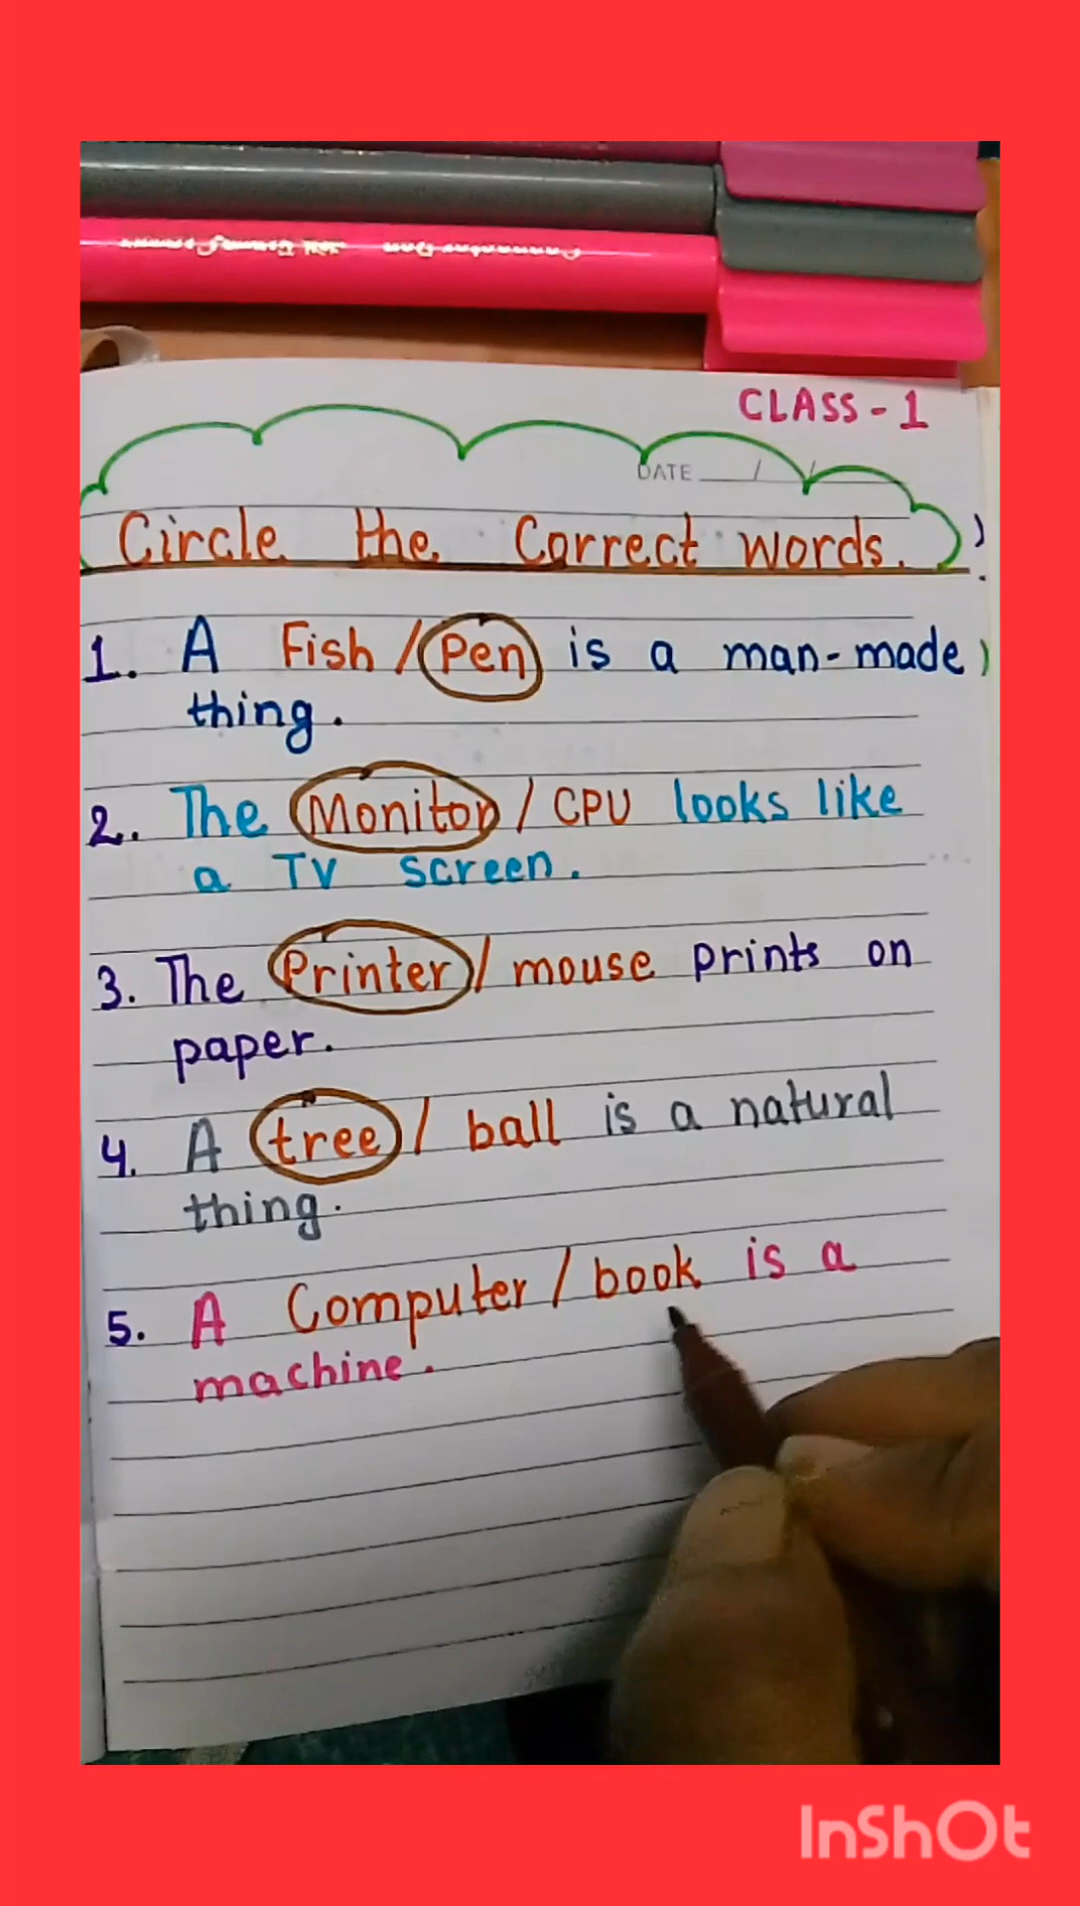 CLASS - 1
DATE / /
Circle the Correct words.
1. A Fish / Pen is a man-made
thing.
2. The Monitor / CPU looks like
a TV screen.
3. The Printer / mouse prints on
paper.
4. A tree / ball is a natural
thing.
5. A Computer / book is a
machine.
InShOt